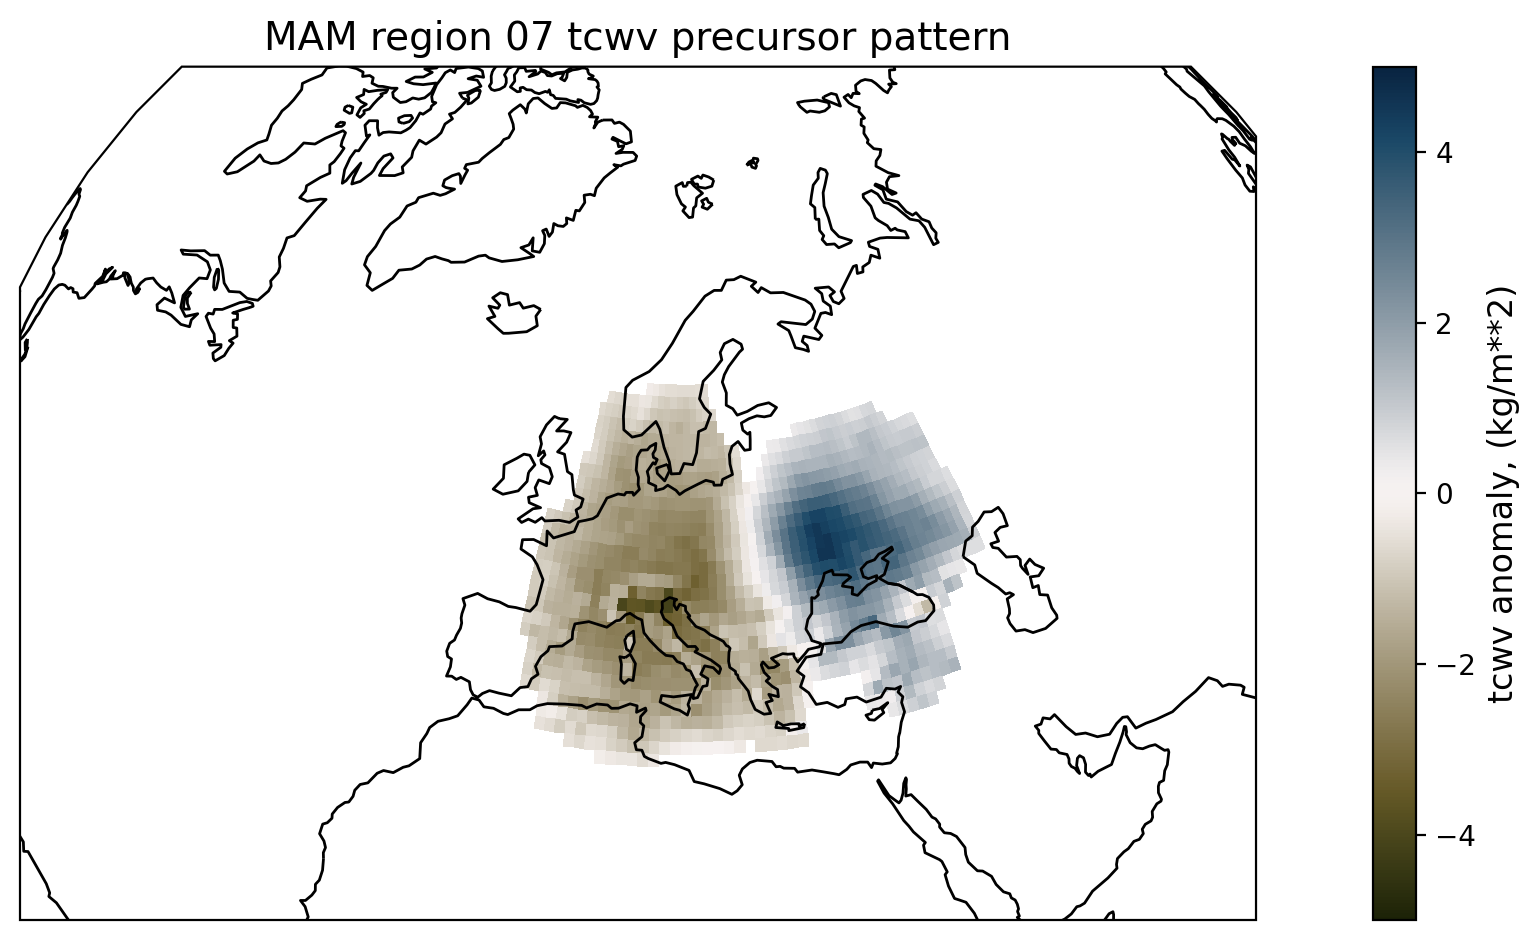 MAM region 07 tcwv precursor pattern
4
2
0
−2
−4
tcwv anomaly, (kg/m**2)